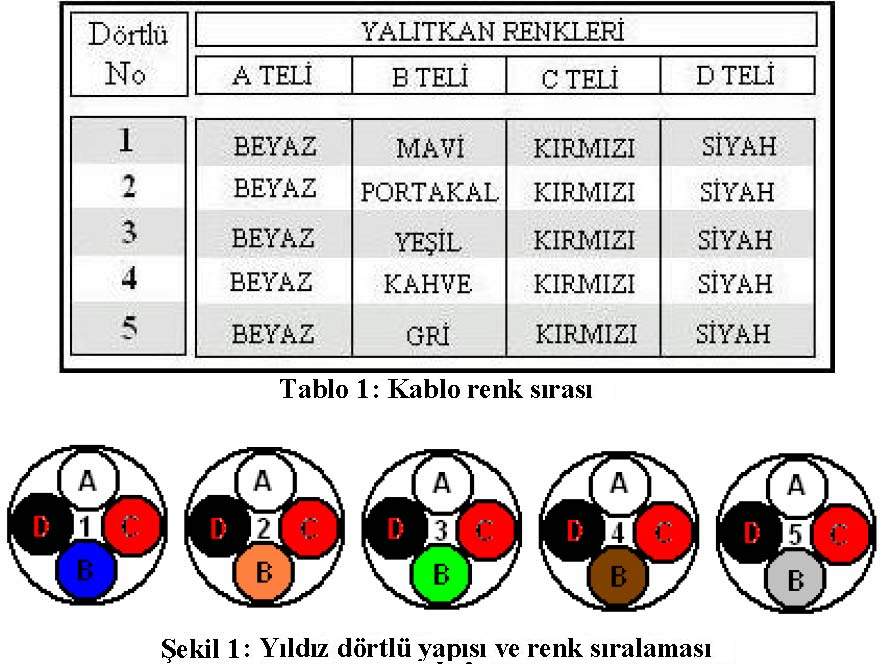 Dörtlü No YALITKAN RENKLERİ
A TELİ B TELİ C TELİ D TELİ
1 BEYAZ MAVİ KIRMIZI SİYAH
2 BEYAZ PORTAKAL KIRMIZI SİYAH
3 BEYAZ YEŞİL KIRMIZI SİYAH
4 BEYAZ KAHVE KIRMIZI SİYAH
5 BEYAZ GRİ KIRMIZI SİYAH
Tablo 1: Kablo renk sırası
A A A A A
D 1 C D 2 C D 3 C D 4 C D 5 C
B B B B B
Şekil 1: Yıldız dörtlü yapısı ve renk sıralaması